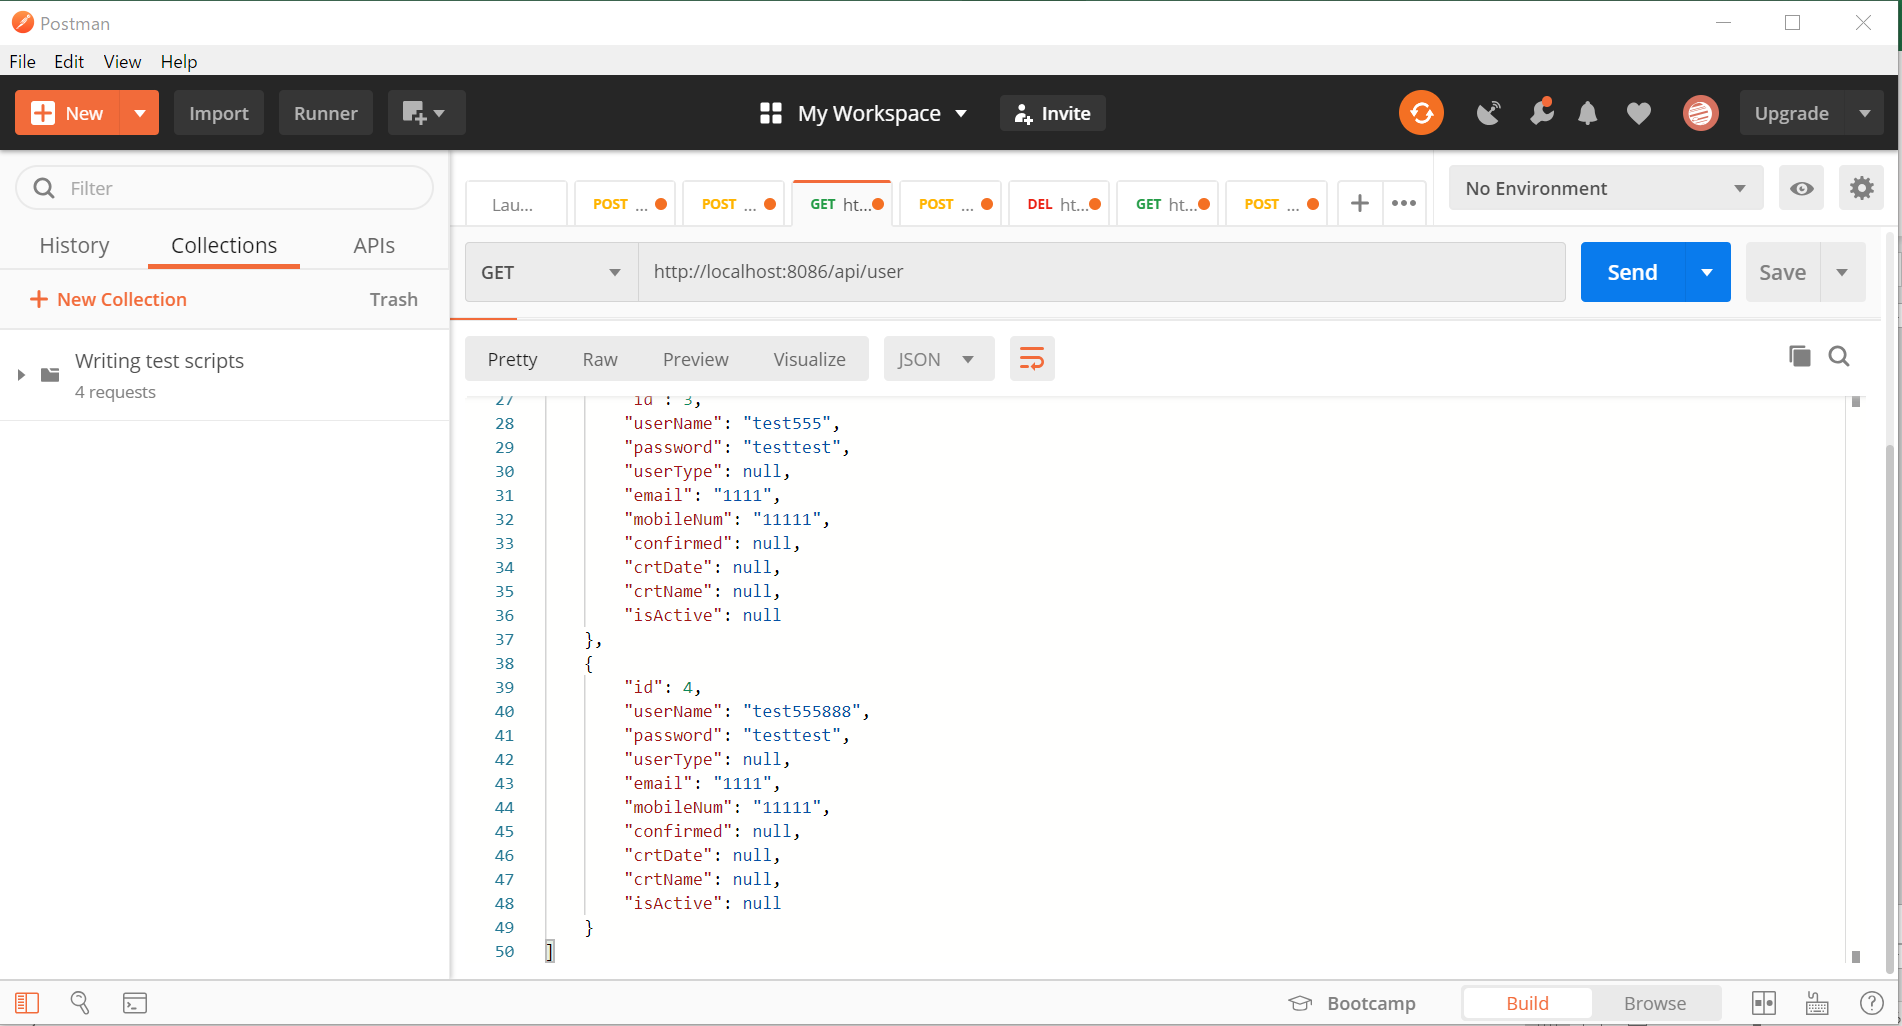 Postman
File Edit View Help
New Import Runner My Workspace Invite Upgrade
Filter
History Collections APIs
New Collection Trash
Writing test scripts
4 requests
Lau... POST ... POST ... GET ht... POST ... DEL ht... GET ht... POST ... No Environment
GET http://localhost:8086/api/user Send Save
Pretty Raw Preview Visualize JSON
27 "id": 3,
28 "userName": "test555",
29 "password": "testtest",
30 "userType": null,
31 "email": "1111",
32 "mobileNum": "11111",
33 "confirmed": null,
34 "crtDate": null,
35 "crtName": null,
36 "isActive": null
37 },
38 {
39 "id": 4,
40 "userName": "test555888",
41 "password": "testtest",
42 "userType": null,
43 "email": "1111",
44 "mobileNum": "11111",
45 "confirmed": null,
46 "crtDate": null,
47 "crtName": null,
48 "isActive": null
49 }
50 ]
Bootcamp Build Browse